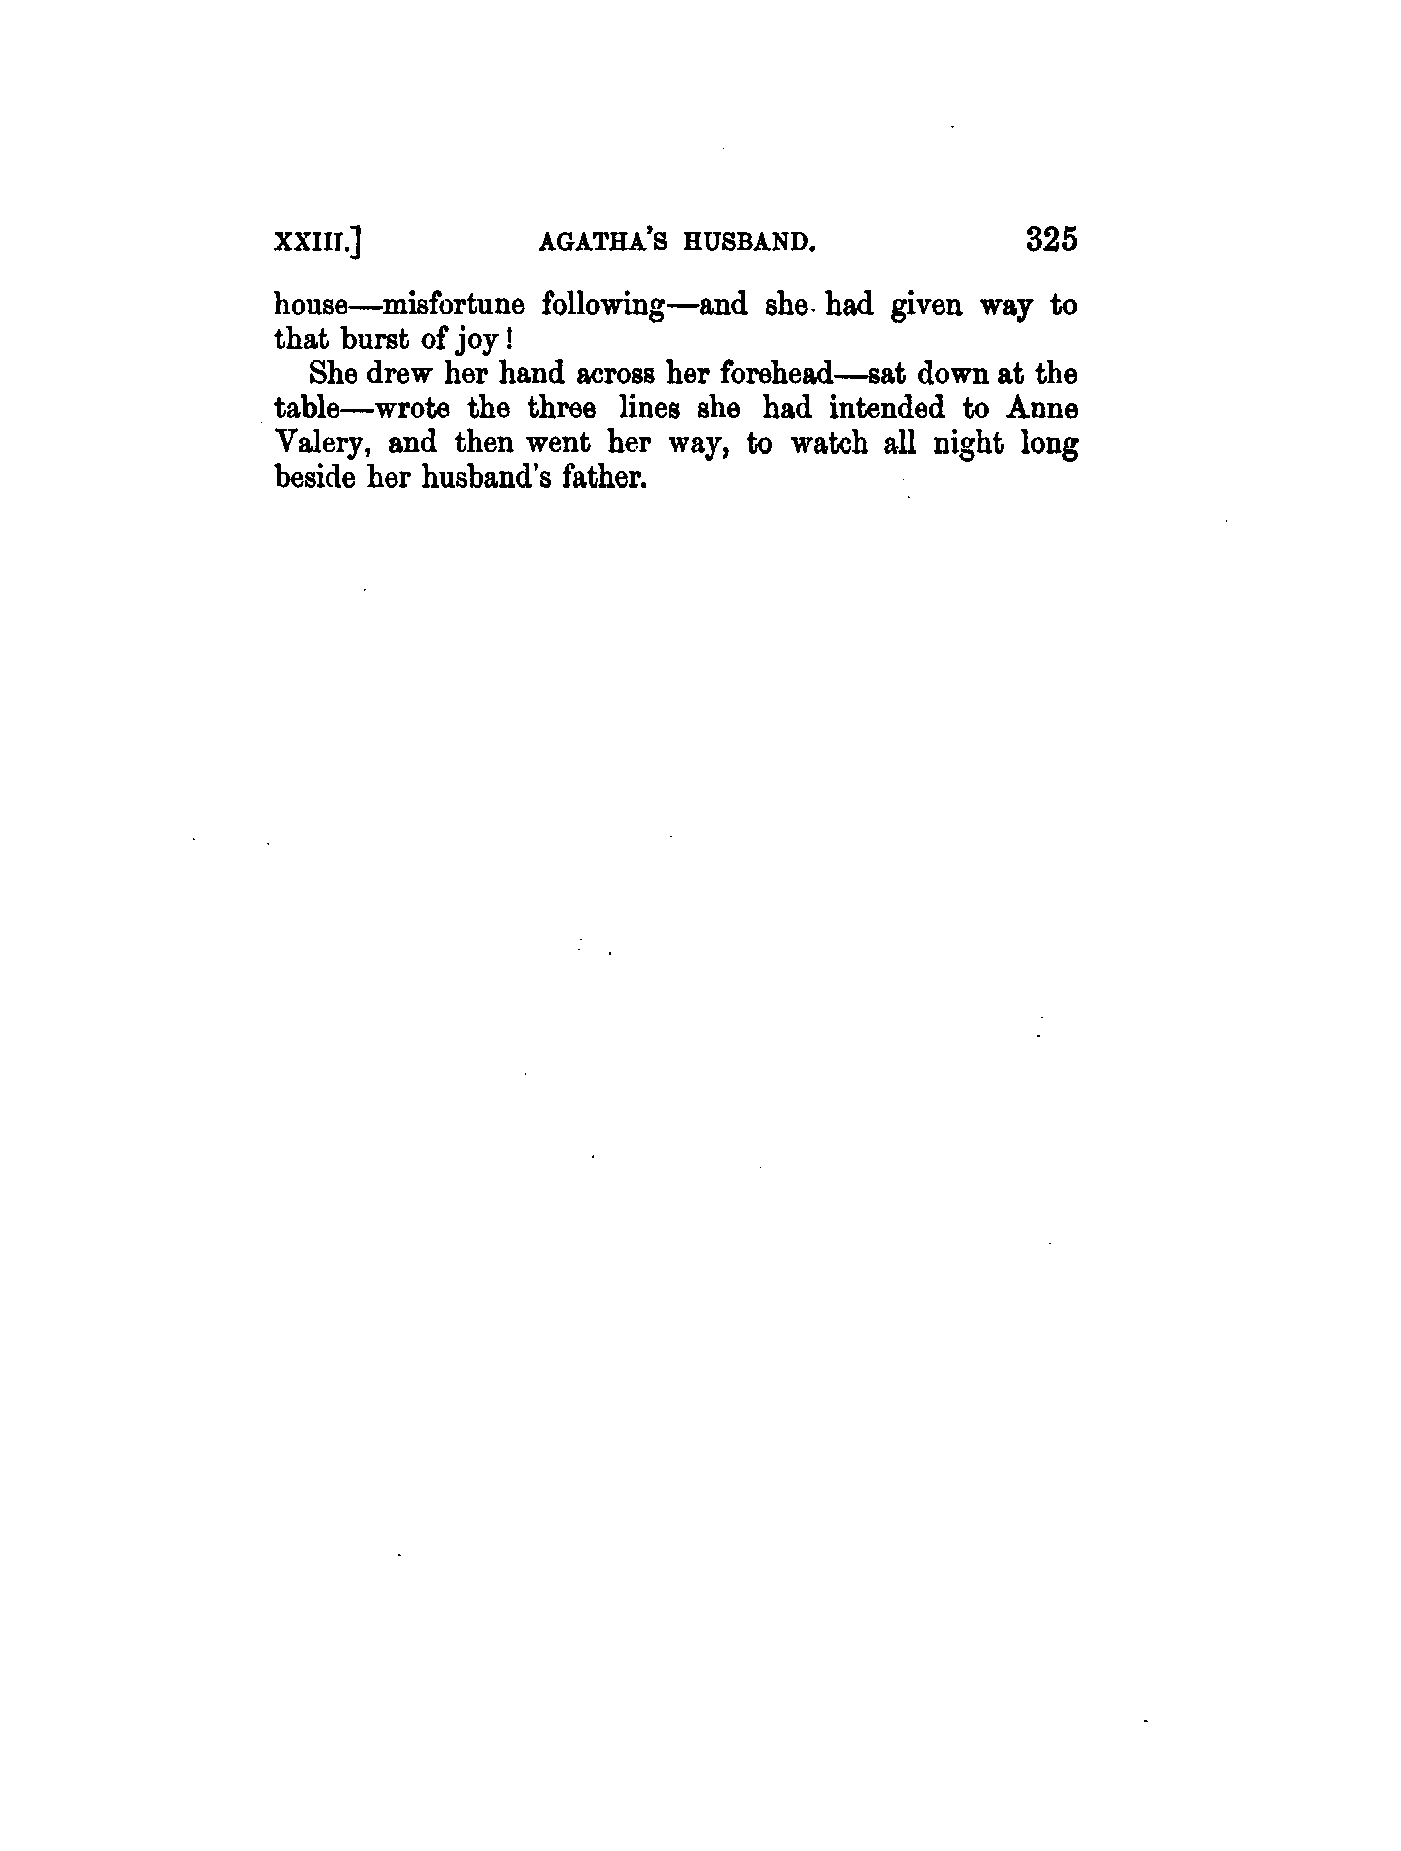 XXIII.] AGATHA'S HUSBAND. 325
house—misfortune following—and she had given way to
that burst of joy!
She drew her hand across her forehead—sat down at the
table—wrote the three lines she had intended to Anne
Valery, and then went her way, to watch all night long
beside her husband's father.